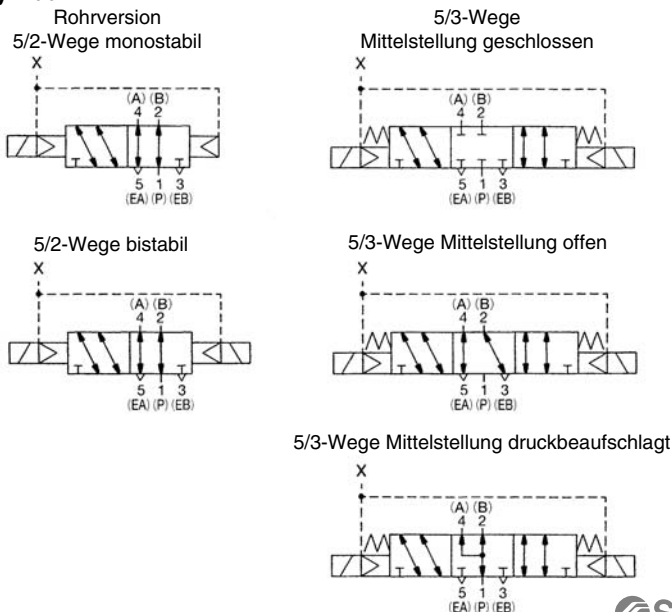 Rohrversion
5/2-Wege monostabil
X
(A) (B)
4 2
5 1 3
(EA) (P) (EB)
5/3-Wege
Mittelstellung geschlossen
X
(A) (B)
4 2
5 1 3
(EA) (P) (EB)
5/2-Wege bistabil
X
(A) (B)
4 2
5 1 3
(EA) (P) (EB)
5/3-Wege Mittelstellung offen
X
(A) (B)
4 2
5 1 3
(EA) (P) (EB)
5/3-Wege Mittelstellung druckbeaufschlagt
X
(A) (B)
4 2
5 1 3
(EA) (P) (EB)